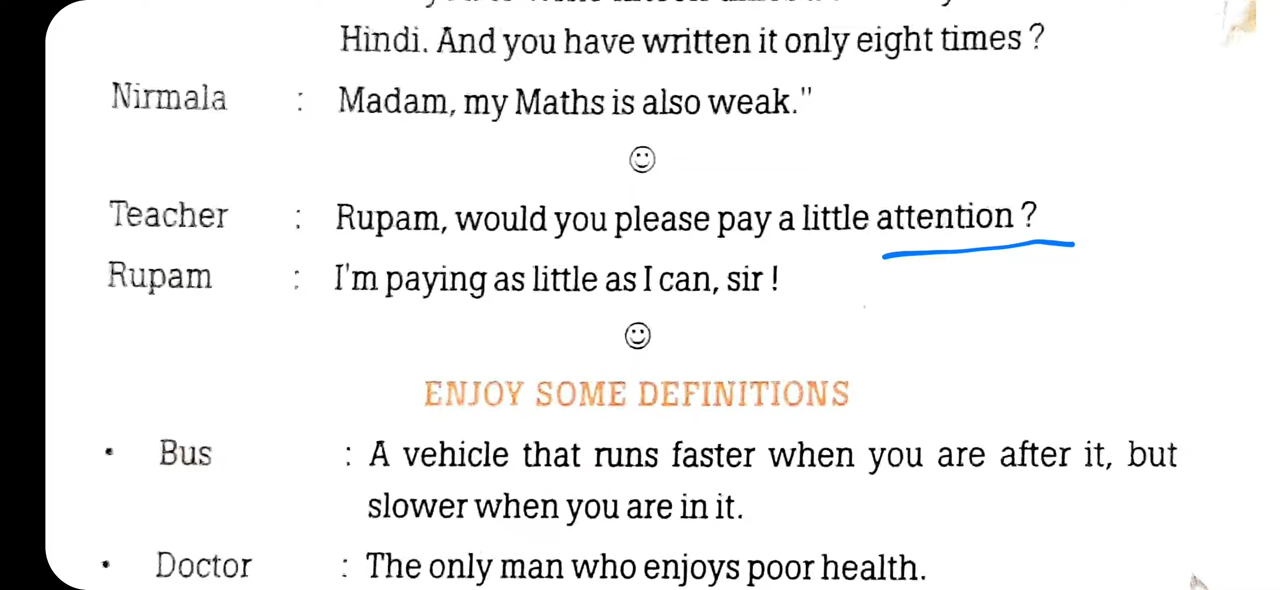 Hindi. And you have written it only eight times ?
Nirmala : Madam, my Maths is also weak."
Teacher : Rupam, would you please pay a little attention ?
Rupam : I'm paying as little as I can, sir !
ENJOY SOME DEFINITIONS
• Bus : A vehicle that runs faster when you are after it, but
slower when you are in it.
• Doctor : The only man who enjoys poor health.